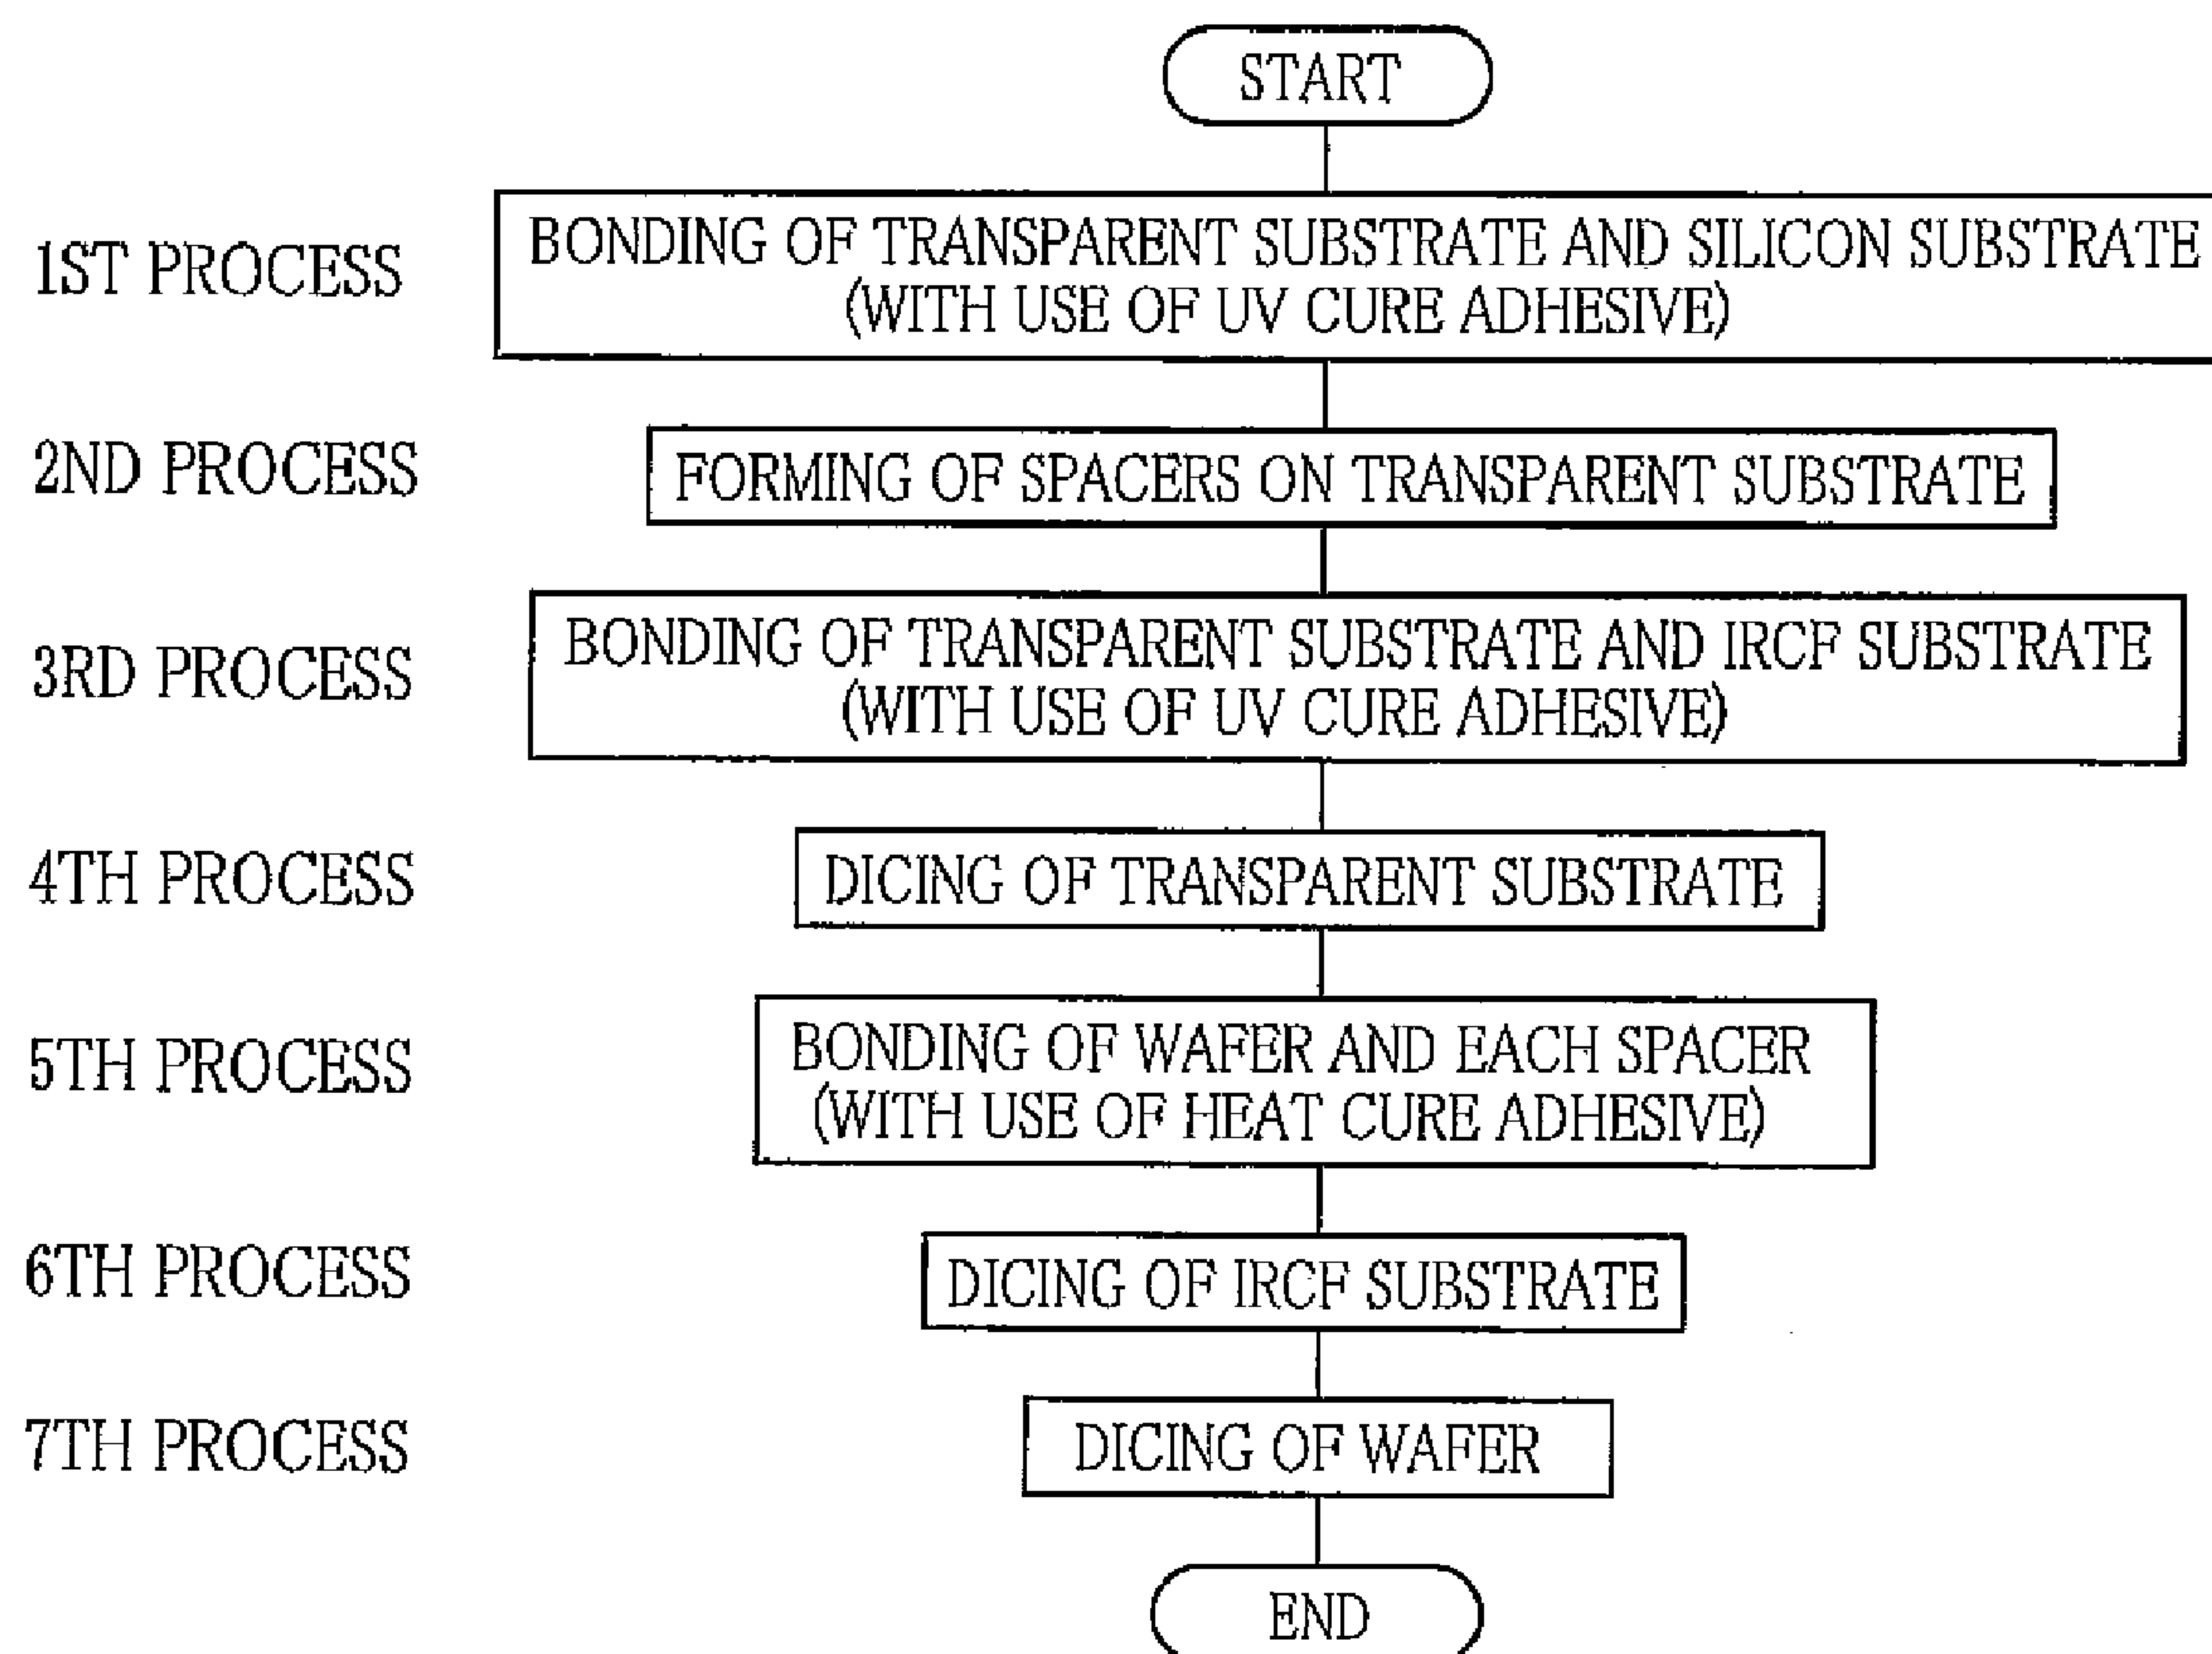 START
1ST PROCESS
BONDING OF TRANSPARENT SUBSTRATE AND SILICON SUBSTRATE
(WITH USE OF UV CURE ADHESIVE)
2ND PROCESS
FORMING OF SPACERS ON TRANSPARENT SUBSTRATE
3RD PROCESS
BONDING OF TRANSPARENT SUBSTRATE AND IRCF SUBSTRATE
(WITH USE OF UV CURE ADHESIVE)
4TH PROCESS
DICING OF TRANSPARENT SUBSTRATE
5TH PROCESS
BONDING OF WAFER AND EACH SPACER
(WITH USE OF HEAT CURE ADHESIVE)
6TH PROCESS
DICING OF IRCF SUBSTRATE
7TH PROCESS
DICING OF WAFER
END